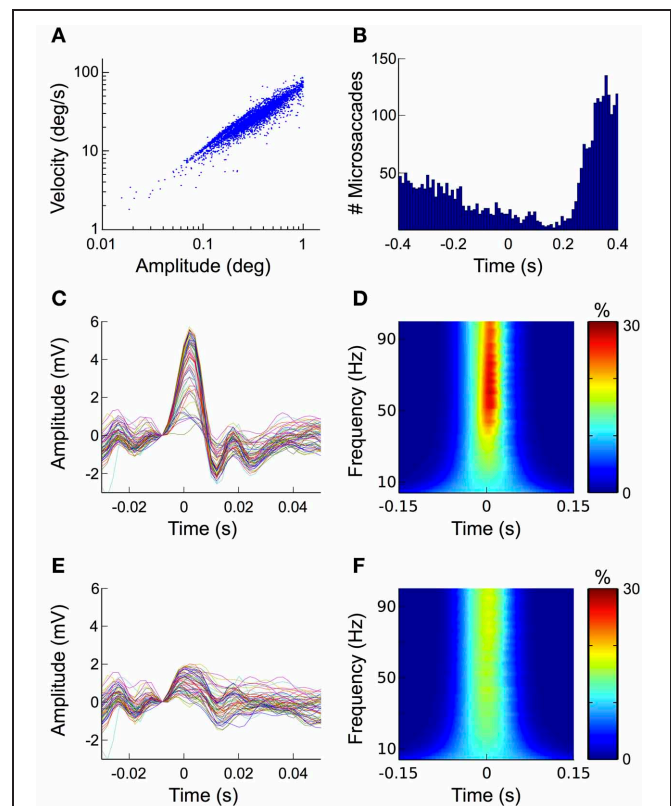 A
Velocity (deg/s)
100
10
1
0.01
0.1
1
Amplitude (deg)
B
# Microsaccades
150
100
50
-0.4
-0.2
0
0.2
0.4
Time (s)
C
Amplitude (mV)
6
4
2
0
-2
-0.02
0
0.02
0.04
Time (s)
D
Frequency (Hz)
90
50
10
-0.15
0
0.15
Time (s)
%
30
0
E
Amplitude (mV)
6
4
2
0
-2
-0.02
0
0.02
0.04
Time (s)
F
Frequency (Hz)
90
50
10
-0.15
0
0.15
Time (s)
%
30
0